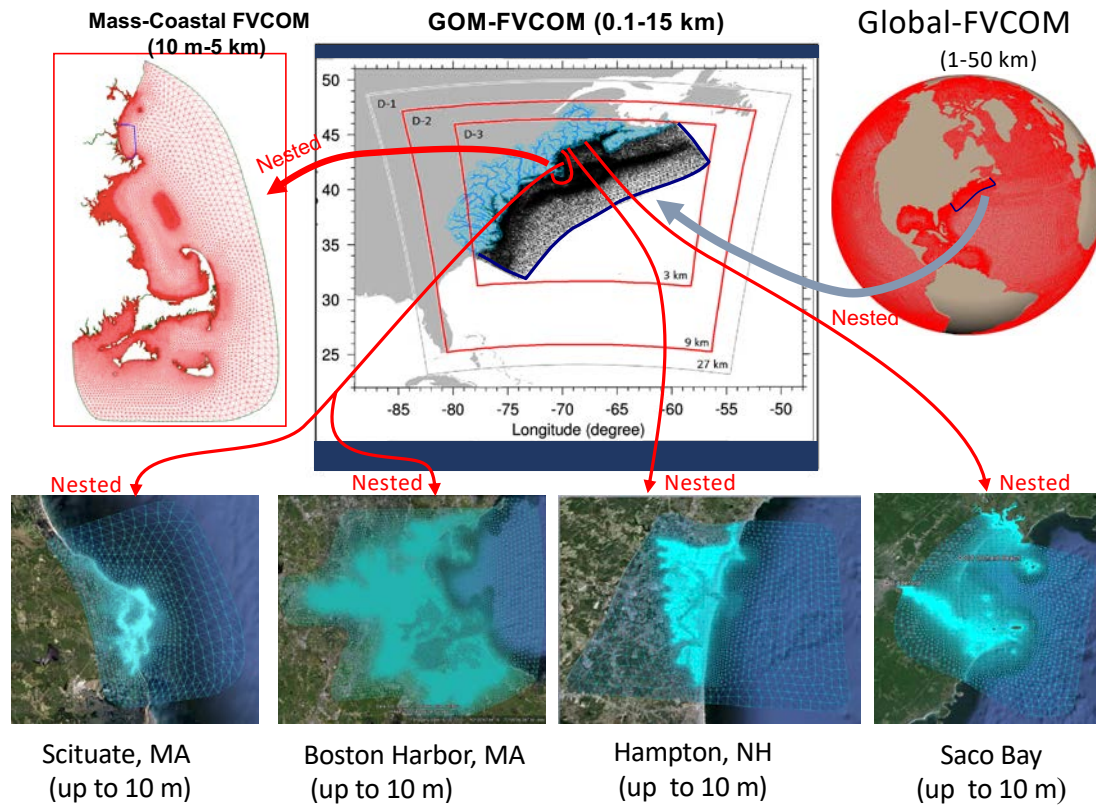 Mass-Coastal FVCOM
(10 m-5 km)
GOM-FVCOM (0.1-15 km)
Global-FVCOM
(1-50 km)
50
45
40
35
30
25
D-1
D-2
D-3
3 km
9 km
27 km
-85 -80 -75 -70 -65 -60 -55 -50
Longitude (degree)
Nested
Nested
Nested
Nested
Nested
Nested
Scituate, MA
(up to 10 m)
Boston Harbor, MA
(up to 10 m)
Hampton, NH
(up to 10 m)
Saco Bay
(up to 10 m)